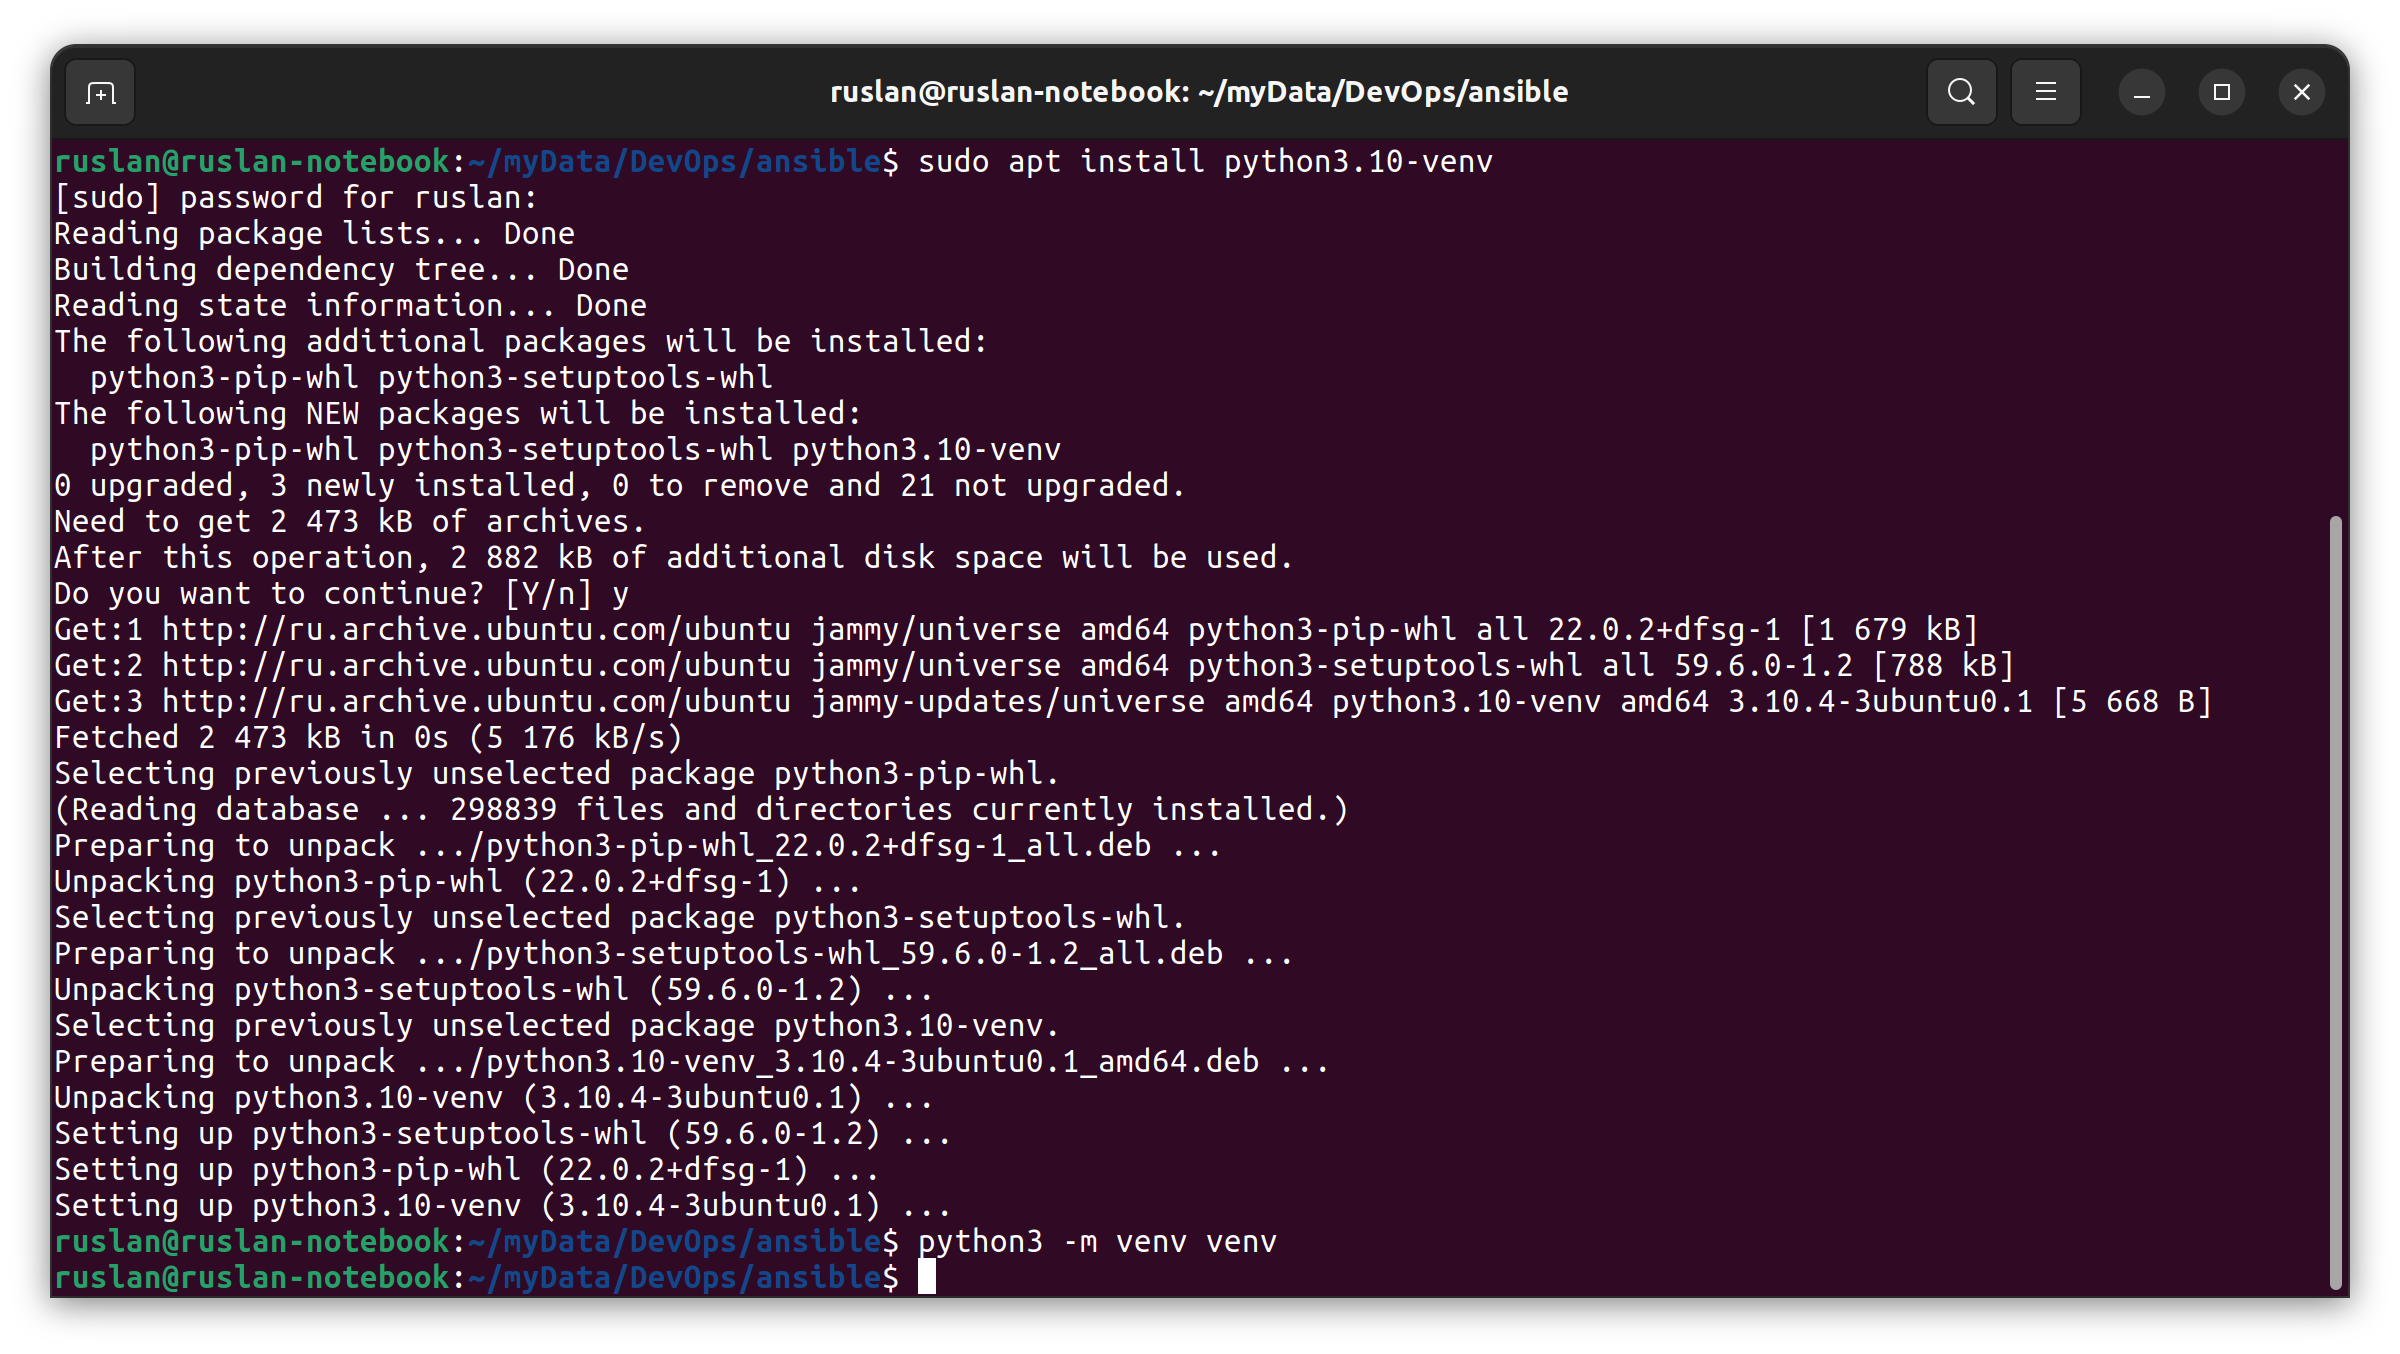 ruslan@ruslan-notebook: ~/myData/DevOps/ansible
ruslan@ruslan-notebook:~/myData/DevOps/ansible$ sudo apt install python3.10-venv
[sudo] password for ruslan:
Reading package lists... Done
Building dependency tree... Done
Reading state information... Done
The following additional packages will be installed:
  python3-pip-whl python3-setuptools-whl
The following NEW packages will be installed:
  python3-pip-whl python3-setuptools-whl python3.10-venv
0 upgraded, 3 newly installed, 0 to remove and 21 not upgraded.
Need to get 2 473 kB of archives.
After this operation, 2 882 kB of additional disk space will be used.
Do you want to continue? [Y/n] y
Get:1 http://ru.archive.ubuntu.com/ubuntu jammy/universe amd64 python3-pip-whl all 22.0.2+dfsg-1 [1 679 kB]
Get:2 http://ru.archive.ubuntu.com/ubuntu jammy/universe amd64 python3-setuptools-whl all 59.6.0-1.2 [788 kB]
Get:3 http://ru.archive.ubuntu.com/ubuntu jammy-updates/universe amd64 python3.10-venv amd64 3.10.4-3ubuntu0.1 [5 668 B]
Fetched 2 473 kB in 0s (5 176 kB/s)
Selecting previously unselected package python3-pip-whl.
(Reading database ... 298839 files and directories currently installed.)
Preparing to unpack .../python3-pip-whl_22.0.2+dfsg-1_all.deb ...
Unpacking python3-pip-whl (22.0.2+dfsg-1) ...
Selecting previously unselected package python3-setuptools-whl.
Preparing to unpack .../python3-setuptools-whl_59.6.0-1.2_all.deb ...
Unpacking python3-setuptools-whl (59.6.0-1.2) ...
Selecting previously unselected package python3.10-venv.
Preparing to unpack .../python3.10-venv_3.10.4-3ubuntu0.1_amd64.deb ...
Unpacking python3.10-venv (3.10.4-3ubuntu0.1) ...
Setting up python3-setuptools-whl (59.6.0-1.2) ...
Setting up python3-pip-whl (22.0.2+dfsg-1) ...
Setting up python3.10-venv (3.10.4-3ubuntu0.1) ...
ruslan@ruslan-notebook:~/myData/DevOps/ansible$ python3 -m venv venv
ruslan@ruslan-notebook:~/myData/DevOps/ansible$